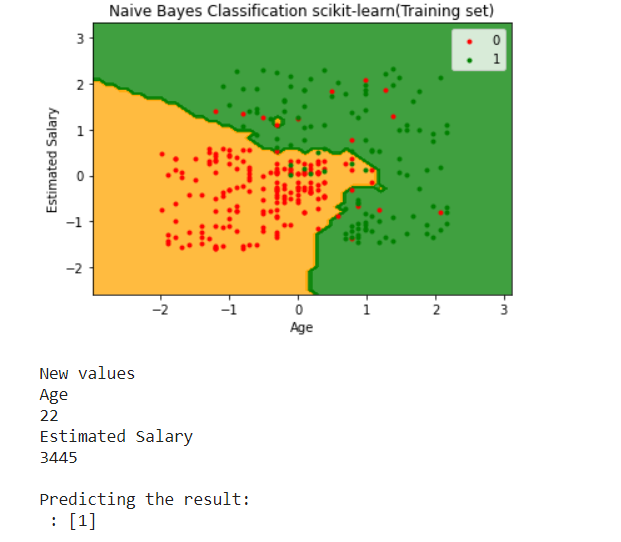 Naive Bayes Classification scikit-learn(Training set)
3
2
1
0
−1
−2
Estimated Salary
0
1
−2
−1
0
1
2
3
Age
New values
Age
22
Estimated Salary
3445
Predicting the result:
: [1]